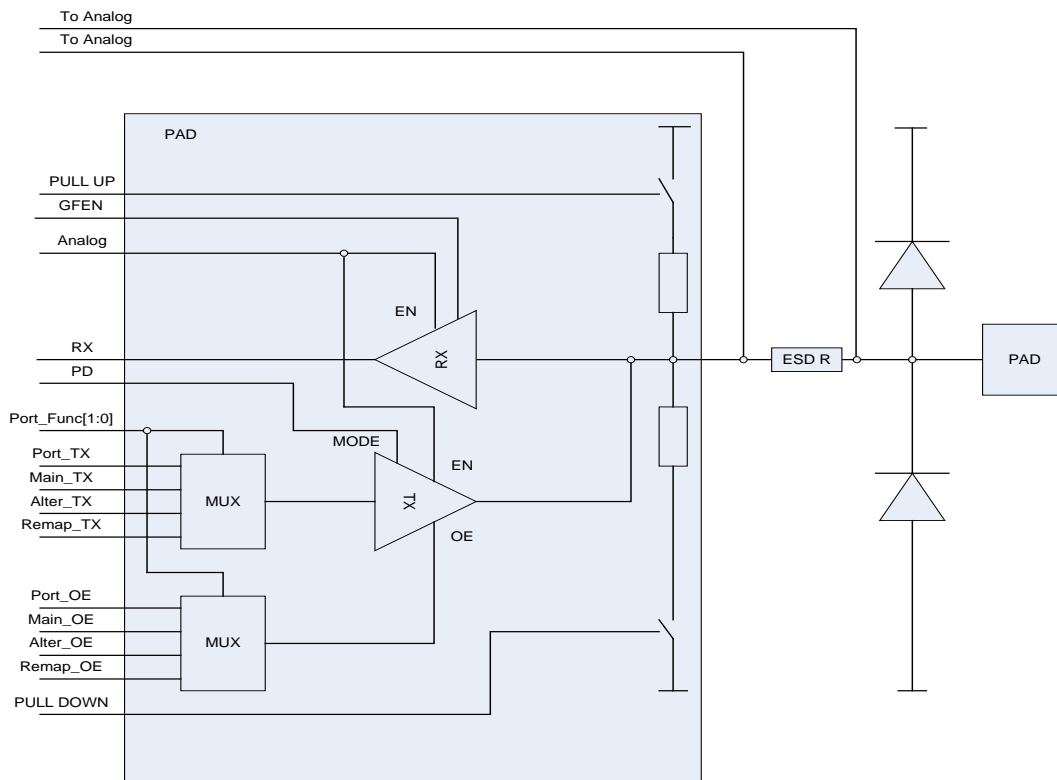 To Analog
To Analog
PAD
PULL UP
GFEN
Analog
EN
RX
RX
PD
ESD R
PAD
Port_Func[1:0]
MODE
EN
Port_TX
Main_TX
MUX
TX
Alter_TX
Remap_TX
OE
Port_OE
Main_OE
MUX
Alter_OE
Remap_OE
PULL DOWN